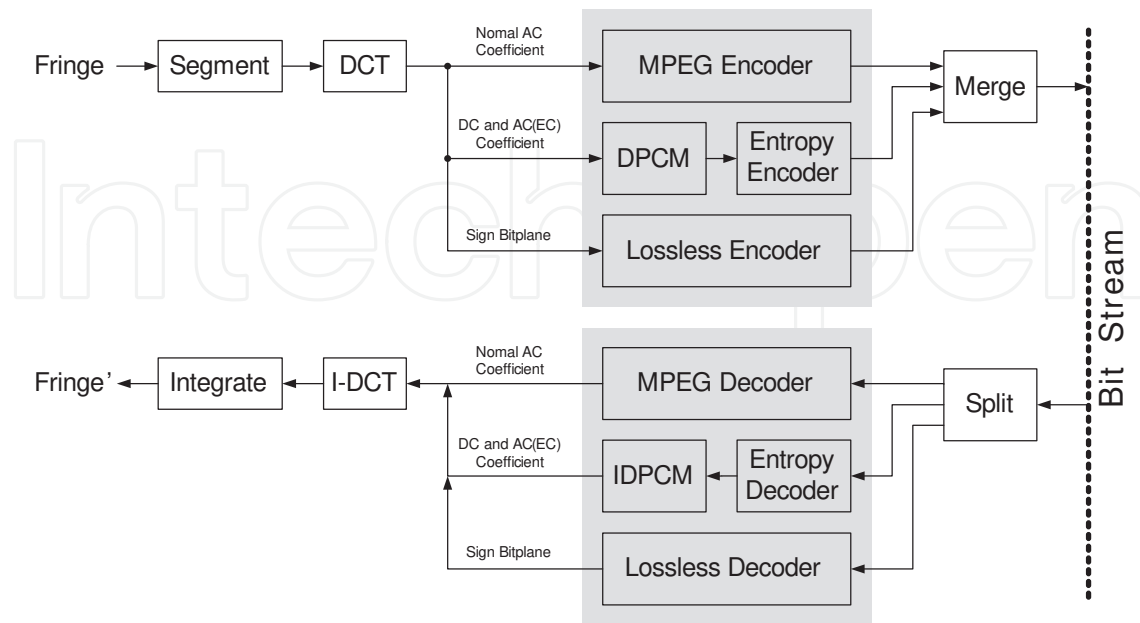 Fringe
Segment
DCT
Nomal AC
Coefficient
MPEG Encoder
Merge
DC and AC(EC)
Coefficient
DPCM
Entropy
Encoder
Sign Bitplane
Lossless Encoder
Bit Stream
Fringe’
Integrate
I-DCT
Nomal AC
Coefficient
MPEG Decoder
Split
DC and AC(EC)
Coefficient
IDPCM
Entropy
Decoder
Sign Bitplane
Lossless Decoder